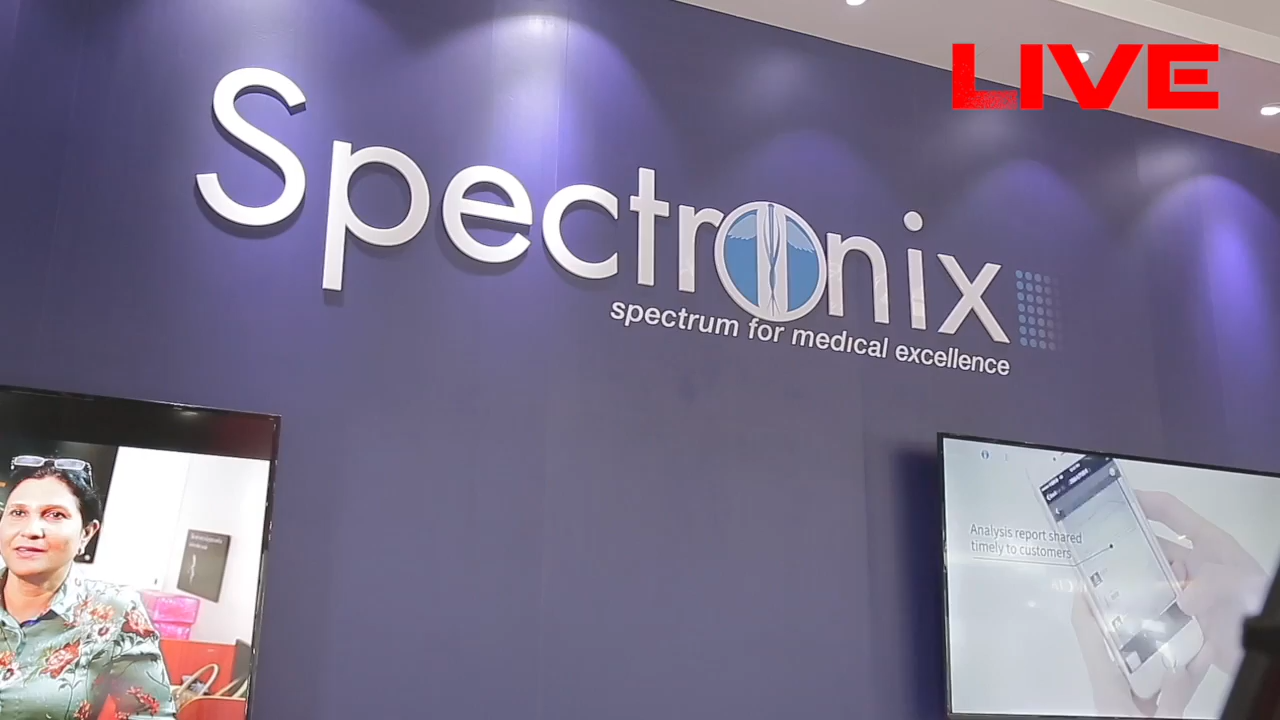 LIVE
Spectronix
spectrum for medical excellence
Analysis report shared
timely to customers